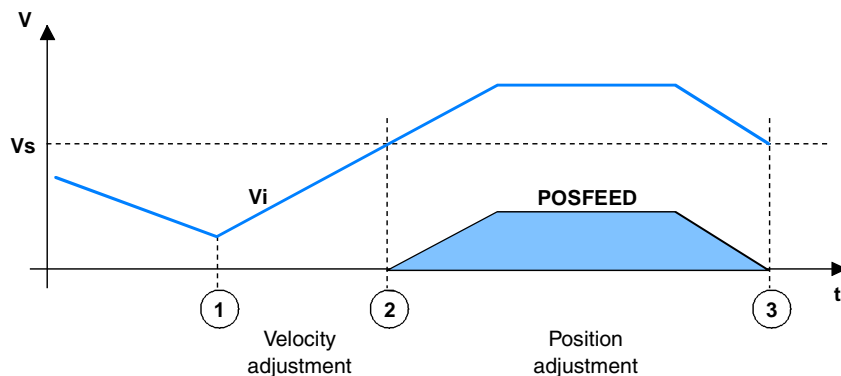 V
Vs
Vi
POSFEED
t
1
2
3
Velocity
adjustment
Position
adjustment